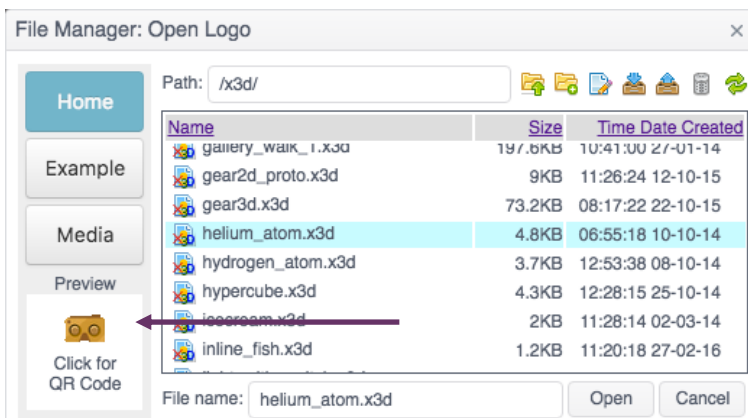 File Manager: Open Logo ×
Home
Example
Media
Preview
Click for
QR Code
Path: /x3d/
Name Size Time Date Created
gallery_walk_1.x3d 197.6KB 10:41:00 27-01-14
gear2d_proto.x3d 9KB 11:26:24 12-10-15
gear3d.x3d 73.2KB 08:17:22 22-10-15
helium_atom.x3d 4.8KB 06:55:18 10-10-14
hydrogen_atom.x3d 3.7KB 12:53:38 08-10-14
hypercube.x3d 4.3KB 12:28:15 25-10-14
icecream.x3d 2KB 11:28:14 02-03-14
inline_fish.x3d 1.2KB 11:20:18 27-02-16
File name: helium_atom.x3d Open Cancel